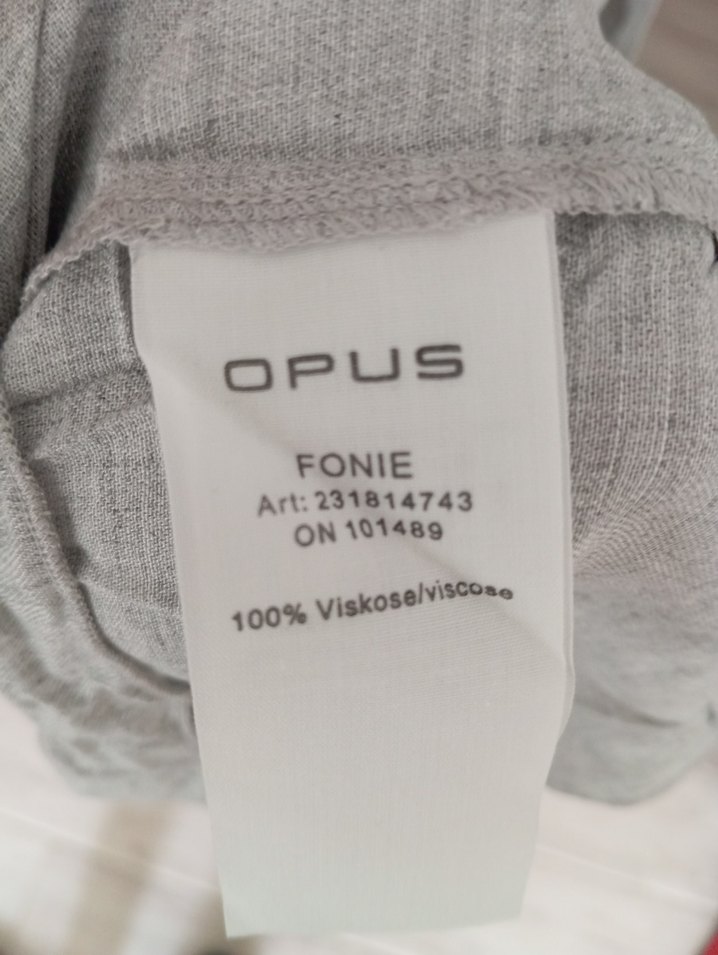 OPUS
FONIE
Art: 231814743
ON 101489
100% Viskose/viscose